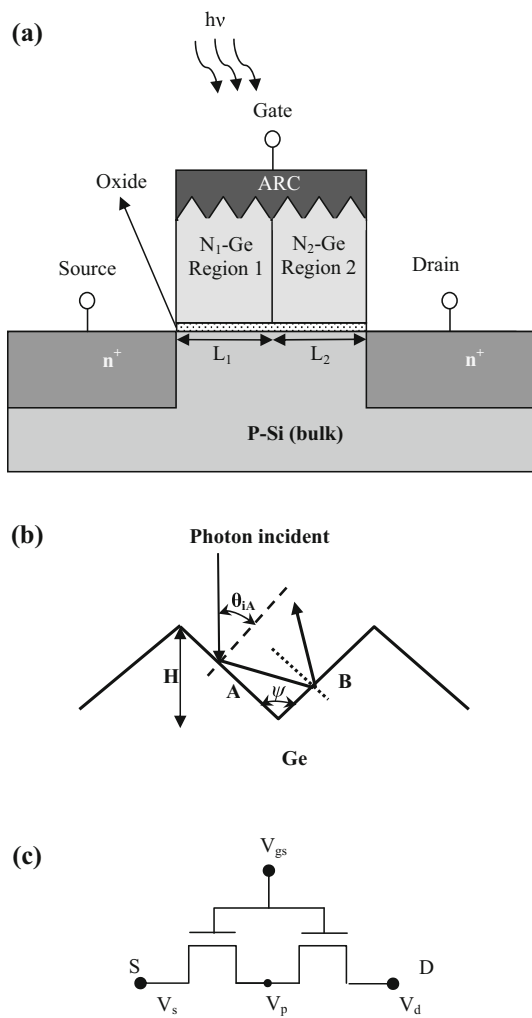 (a)
hν
Gate
Oxide
ARC
N₁-Ge
Region 1
N₂-Ge
Region 2
Source
Drain
n⁺
n⁺
L₁
L₂
P-Si (bulk)
(b)
Photon incident
θiA
H
A
ψ
B
Ge
(c)
Vgs
S
D
Vs
Vp
Vd